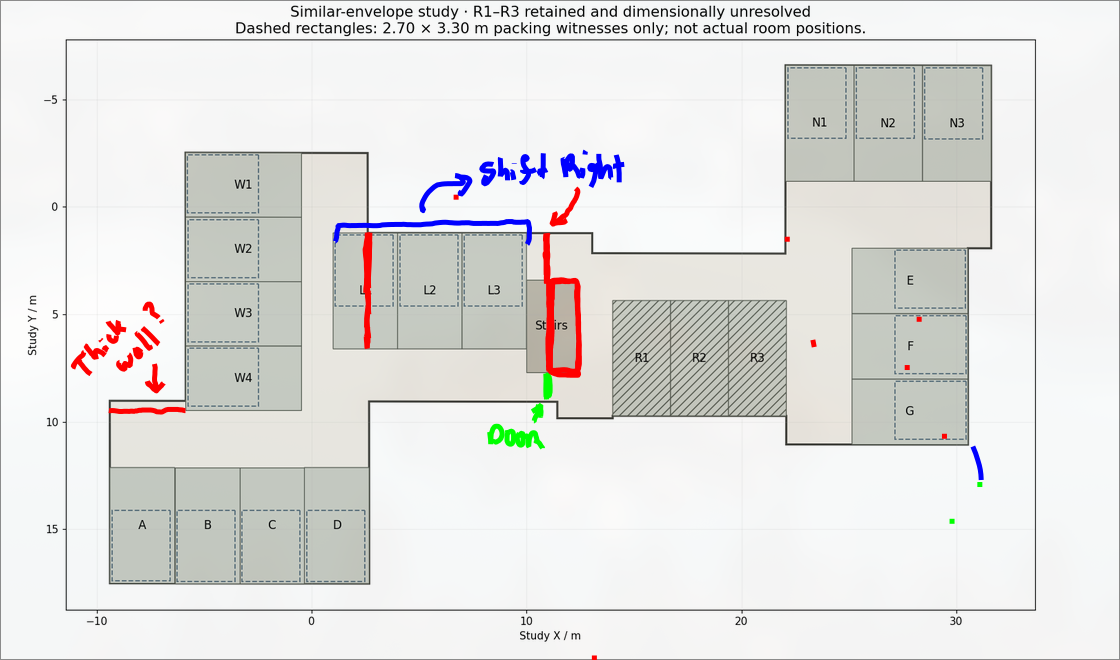 Similar-envelope study · R1–R3 retained and dimensionally unresolved
Dashed rectangles: 2.70 × 3.30 m packing witnesses only; not actual room positions.
−5
0
5
10
15
Study Y / m
−10
0
10
20
30
Study X / m
N1
N2
N3
Shift Right
W1
W2
W3
W4
L2
L3
Stairs
R1
R2
R3
E
F
G
Thick
wall?
Door
A
B
C
D